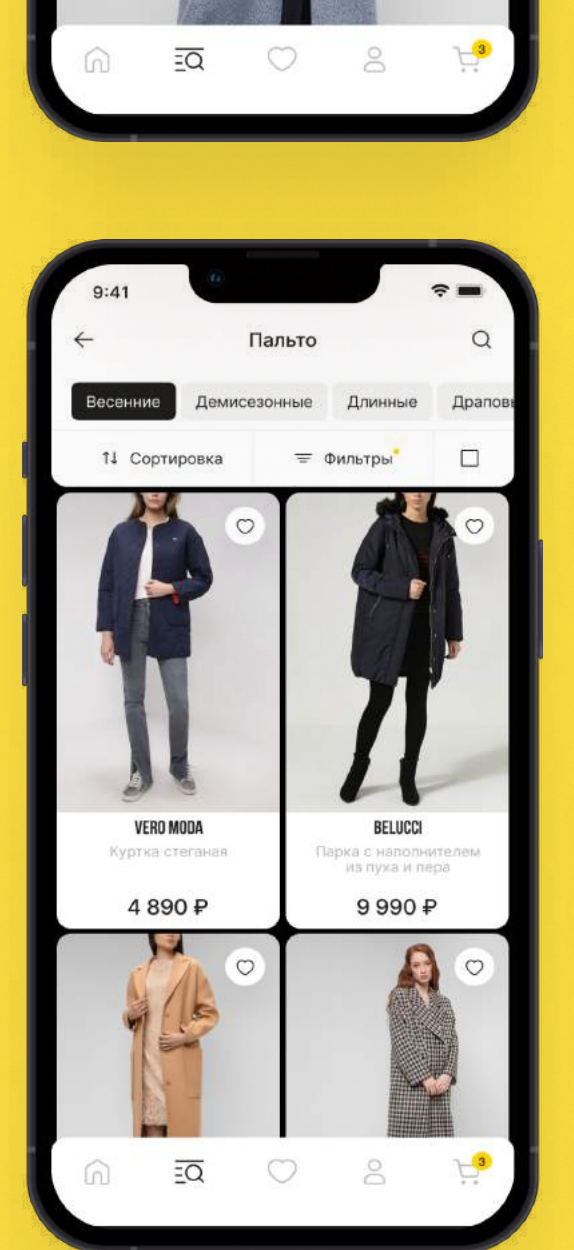 3
9:41
Пальто
Весенние Демисезонные Длинные Драповы
Сортировка Фильтры
VERO MODA BELUCCI
Куртка стеганая Парка с наполнителем
из пуха и пера
4 890 ₽ 9 990 ₽
3